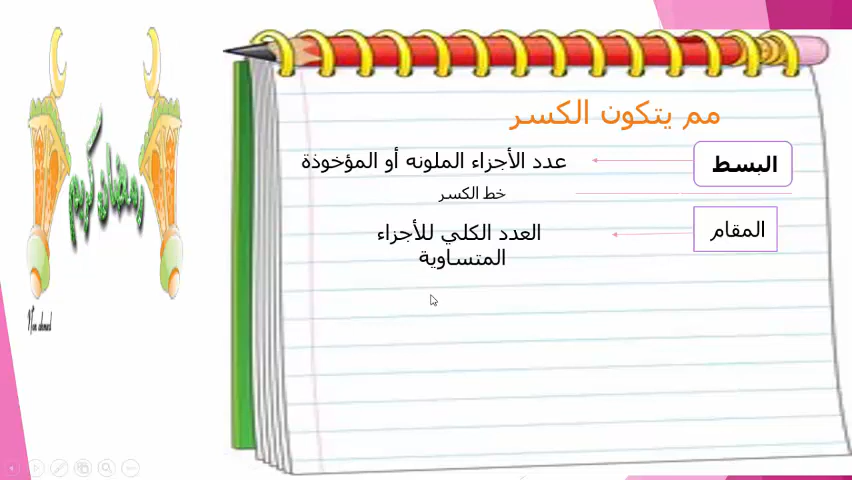 مم يتكون الكسر
البسط
عدد الأجزاء الملونه أو المؤخوذة
خط الكسر
المقام
العدد الكلي للأجزاء
المتساوية
رمضان كريم